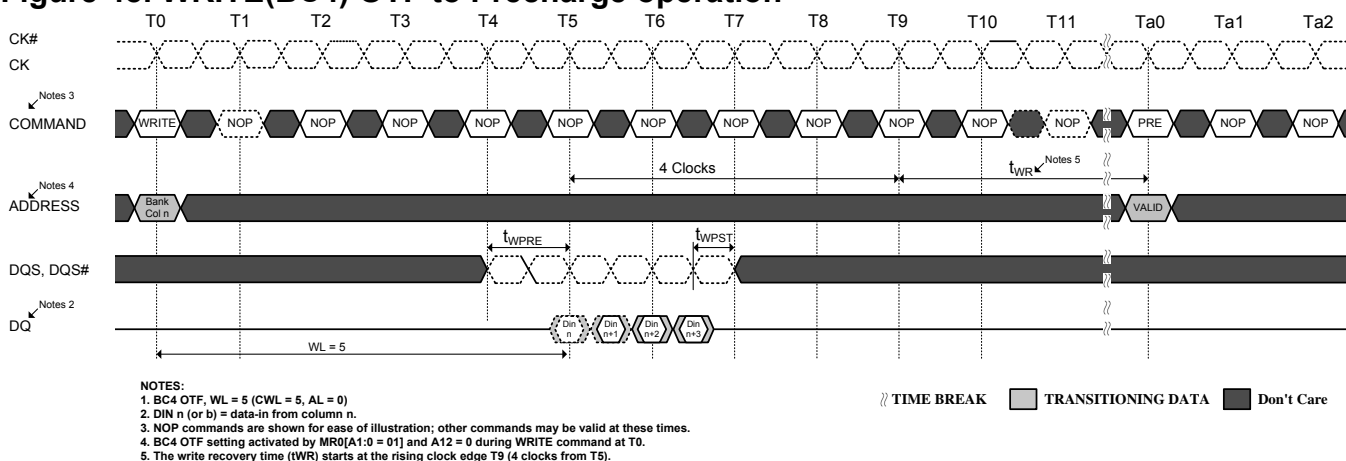 Figure 48. WRITE(BC4) OTF to Precharge operation
T0 T1 T2 T3 T4 T5 T6 T7 T8 T9 T10 T11 Ta0 Ta1 Ta2
CK#
CK
Notes 3
COMMAND WRITE NOP NOP NOP NOP NOP NOP NOP NOP NOP NOP NOP PRE NOP NOP
4 Clocks tWR Notes 5
Notes 4
ADDRESS Bank Col n VALID
tWPRE tWPST
DQS, DQS#
Notes 2
DQ Din n Din n+1 Din n+2 Din n+3
WL = 5
NOTES:
1. BC4 OTF, WL = 5 (CWL = 5, AL = 0)
2. DIN n (or b) = data-in from column n.
3. NOP commands are shown for ease of illustration; other commands may be valid at these times.
4. BC4 OTF setting activated by MR0[A1:0 = 01] and A12 = 0 during WRITE command at T0.
5. The write recovery time (tWR) starts at the rising clock edge T9 (4 clocks from T5).
TIME BREAK TRANSITIONING DATA Don't Care